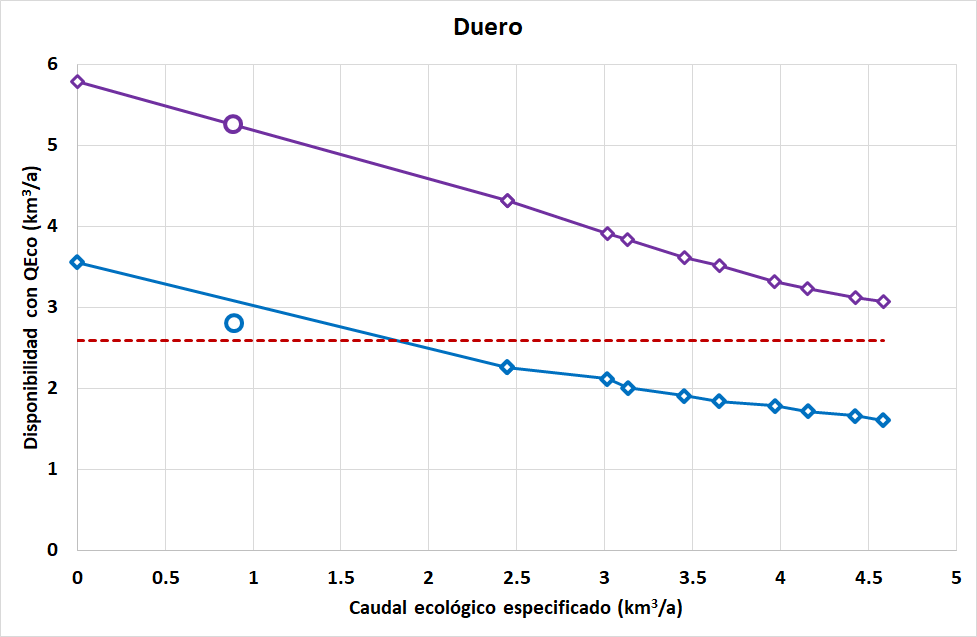 Duero
Disponibilidad con QEco (km³/a)
6
5
4
3
2
1
0
0 0.5 1 1.5 2 2.5 3 3.5 4 4.5 5
Caudal ecológico especificado (km³/a)